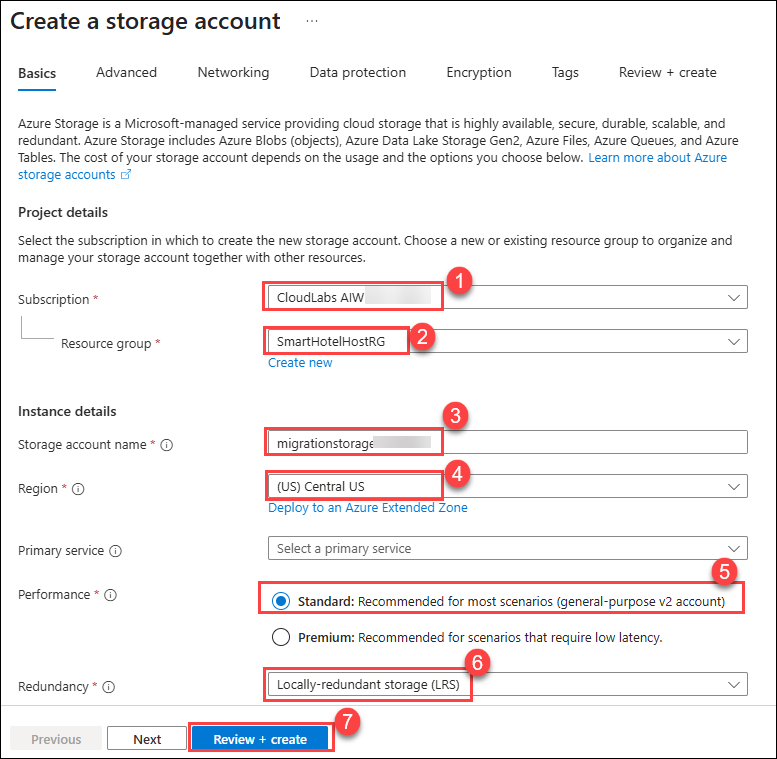 Create a storage account ...
Basics Advanced Networking Data protection Encryption Tags Review + create
Azure Storage is a Microsoft-managed service providing cloud storage that is highly available, secure, durable, scalable, and
redundant. Azure Storage includes Azure Blobs (objects), Azure Data Lake Storage Gen2, Azure Files, Azure Queues, and Azure
Tables. The cost of your storage account depends on the usage and the options you choose below. Learn more about Azure
storage accounts
Project details
Select the subscription in which to create the new storage account. Choose a new or existing resource group to organize and
manage your storage account together with other resources.
1
Subscription * CloudLabs AIW
2
Resource group * SmartHotelHostRG
Create new
Instance details
3
Storage account name * migrationstorage
4
Region * (US) Central US
Deploy to an Azure Extended Zone
Primary service Select a primary service
5
Performance * Standard: Recommended for most scenarios (general-purpose v2 account)
Premium: Recommended for scenarios that require low latency.
6
Redundancy * Locally-redundant storage (LRS)
7
Previous Next Review + create